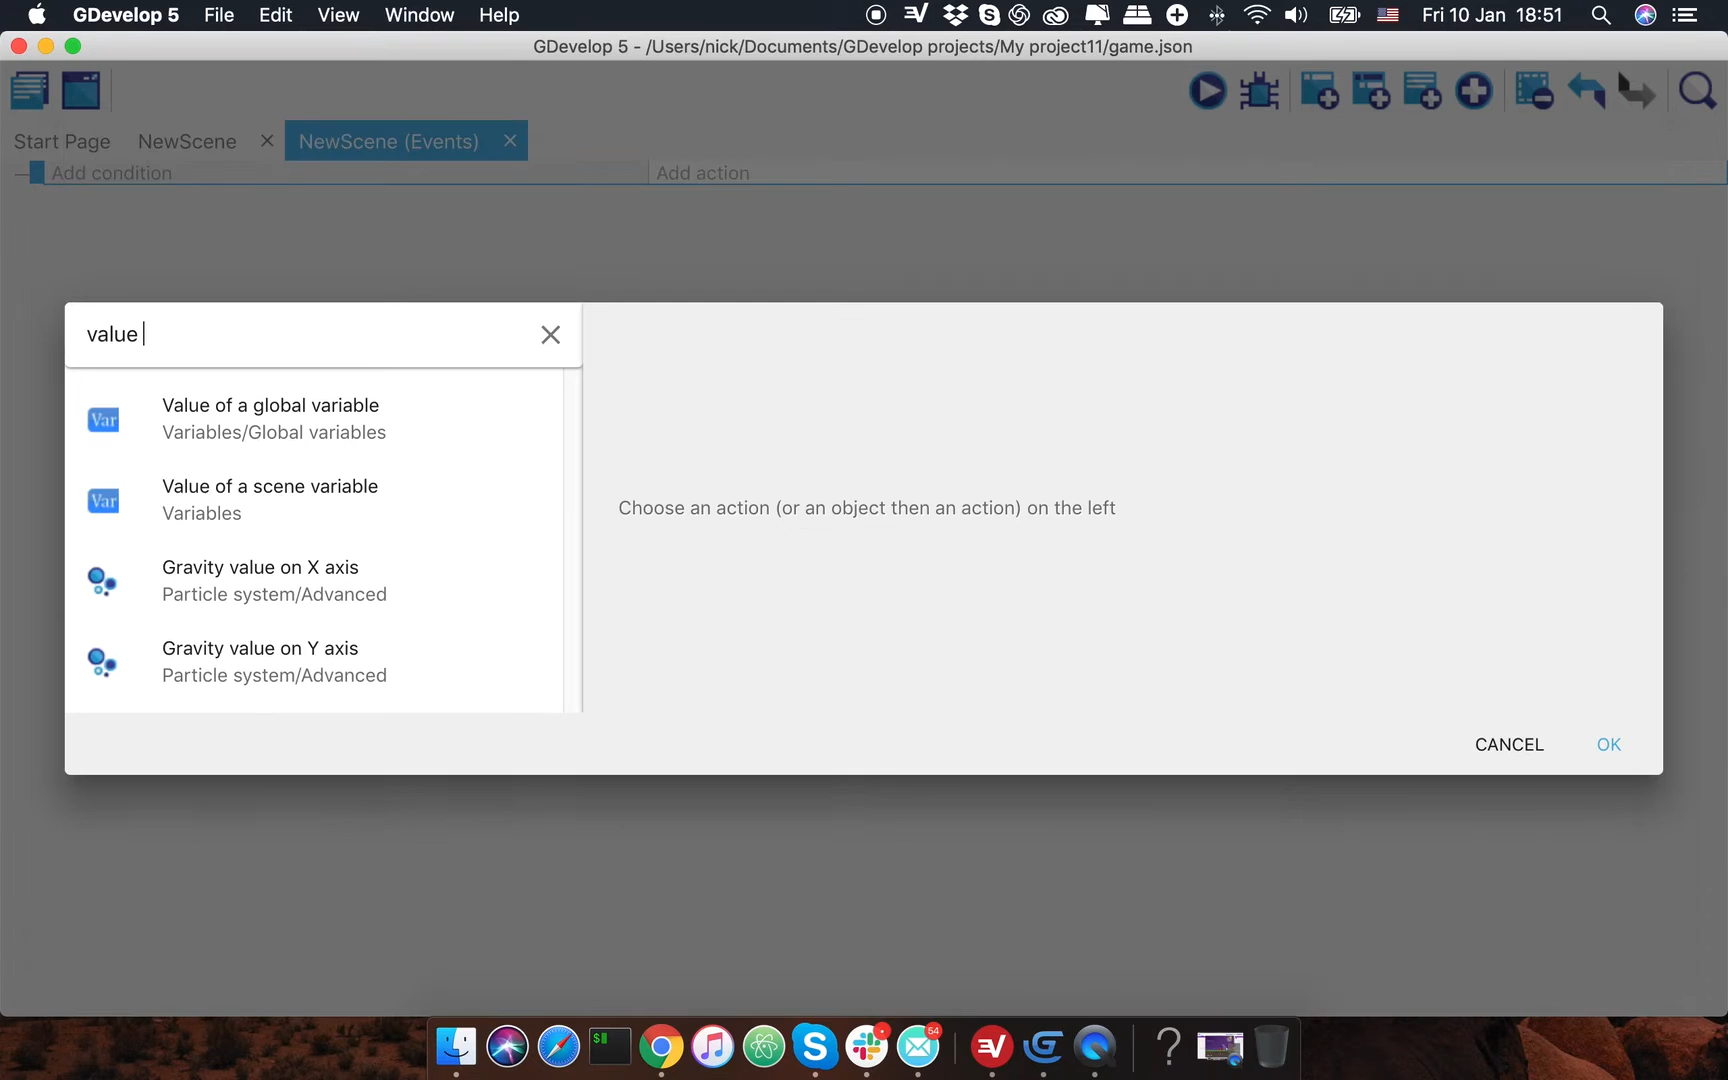 GDevelop 5 File Edit View Window Help Fri 10 Jan 18:51
GDevelop 5 - /Users/nick/Documents/GDevelop projects/My project11/game.json
Start Page NewScene NewScene (Events)
Add condition Add action
value
Var Value of a global variable
Variables/Global variables
Var Value of a scene variable
Variables
Gravity value on X axis
Particle system/Advanced
Gravity value on Y axis
Particle system/Advanced
Choose an action (or an object then an action) on the left
CANCEL OK
54